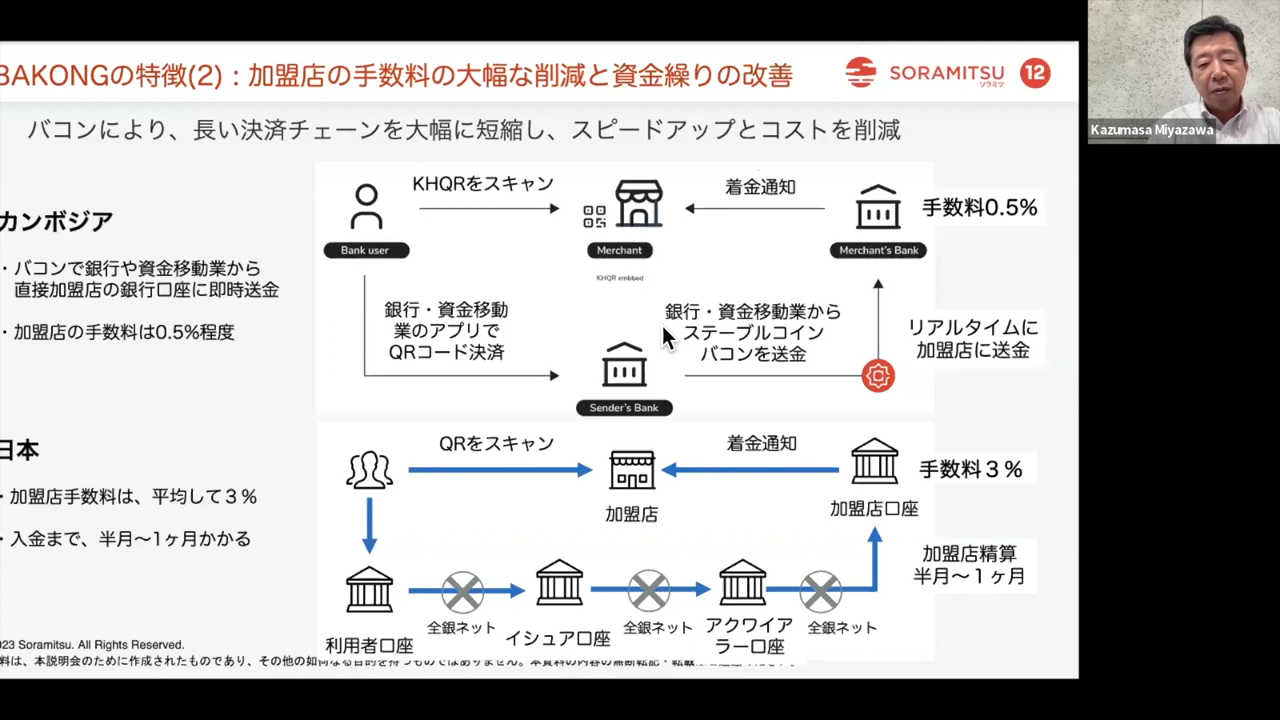 BAKONGの特徴(2)：加盟店の手数料の大幅な削減と資金繰りの改善
SORAMITSU
ソラミツ
12
Kazumasa Miyazawa
バコンにより、長い決済チェーンを大幅に短縮し、スピードアップとコストを削減
カンボジア
・バコンで銀行や資金移動業から
直接加盟店の銀行口座に即時送金
・加盟店の手数料は0.5%程度
KHQRをスキャン
着金通知
手数料0.5%
Bank user
Merchant
Merchant's Bank
KHQR embbed
銀行・資金移動
業のアプリで
QRコード決済
銀行・資金移動業から
ステーブルコイン
バコンを送金
リアルタイムに
加盟店に送金
Sender's Bank
日本
・加盟店手数料は、平均して３％
・入金まで、半月〜1ヶ月かかる
QRをスキャン
着金通知
手数料３％
加盟店
加盟店口座
加盟店精算
半月〜１ヶ月
全銀ネット
全銀ネット
全銀ネット
利用者口座
イシュア口座
アクワイア
ラー口座
023 Soramitsu. All Rights Reserved.
料は、本説明会のために作成されたものであり、その他の如何なる目的を持つものではありません。本資料の内容の無断転記・転載